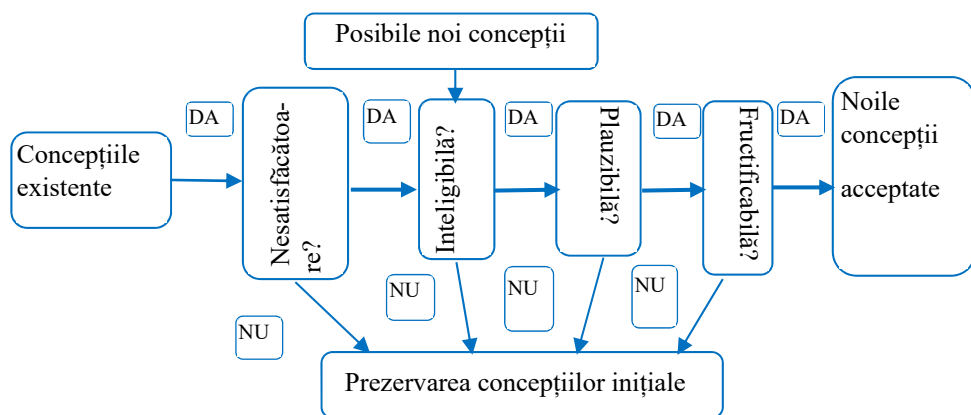 Posibile noi concepții
DA
DA
DA
DA
DA
Concepțiile
existente
Nesatisfăcătoa-
re?
Inteligibilă?
Plauzibilă?
Fructificabilă?
Noile
concepții
acceptate
NU
NU
NU
NU
Prezervarea concepțiilor inițiale